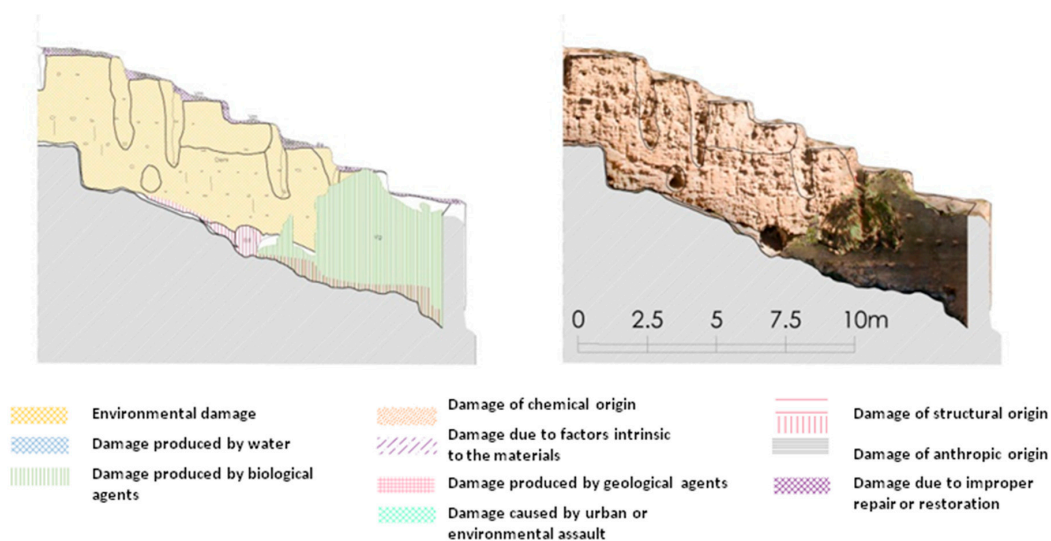 0 2.5 5 7.5 10m
Environmental damage
Damage produced by water
Damage produced by biological
agents
Damage of chemical origin
Damage due to factors intrinsic
to the materials
Damage produced by geological agents
Damage caused by urban or
environmental assault
Damage of structural origin
Damage of anthropic origin
Damage due to improper
repair or restoration